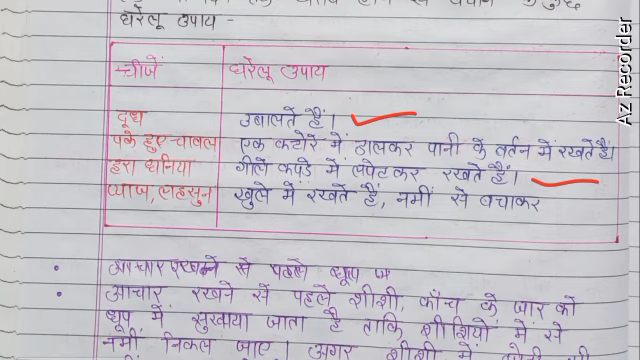 घरेलू उपाय -
चीजें घरेलू उपाय
दूध उबालते हैं।
पके हुए चावल एक कटोरे में डालकर पानी के बर्तन में रखते हैं।
हरा धनिया गीले कपड़े में लपेटकर रखते हैं।
प्याज, लहसुन खुले में रखते हैं, नमीं से बचाकर
आचार रखने से पहले धूप
• आचार रखने से पहले शीशी, काँच के जार को
धूप में सुखाया जाता है ताकि शीशियों में से
नमीं निकल जाए। अगर शीशी में
Az Recorder